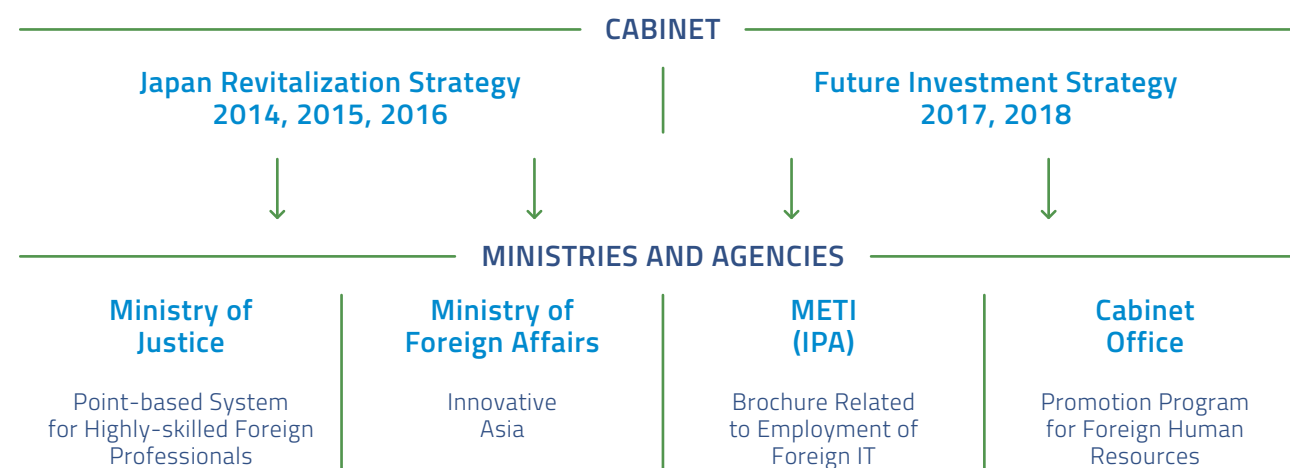 CABINET
Japan Revitalization Strategy
2014, 2015, 2016
Future Investment Strategy
2017, 2018
MINISTRIES AND AGENCIES
Ministry of
Justice
Point-based System
for Highly-skilled Foreign
Professionals
Ministry of
Foreign Affairs
Innovative
Asia
METI
(IPA)
Brochure Related
to Employment of
Foreign IT
Cabinet
Office
Promotion Program
for Foreign Human
Resources